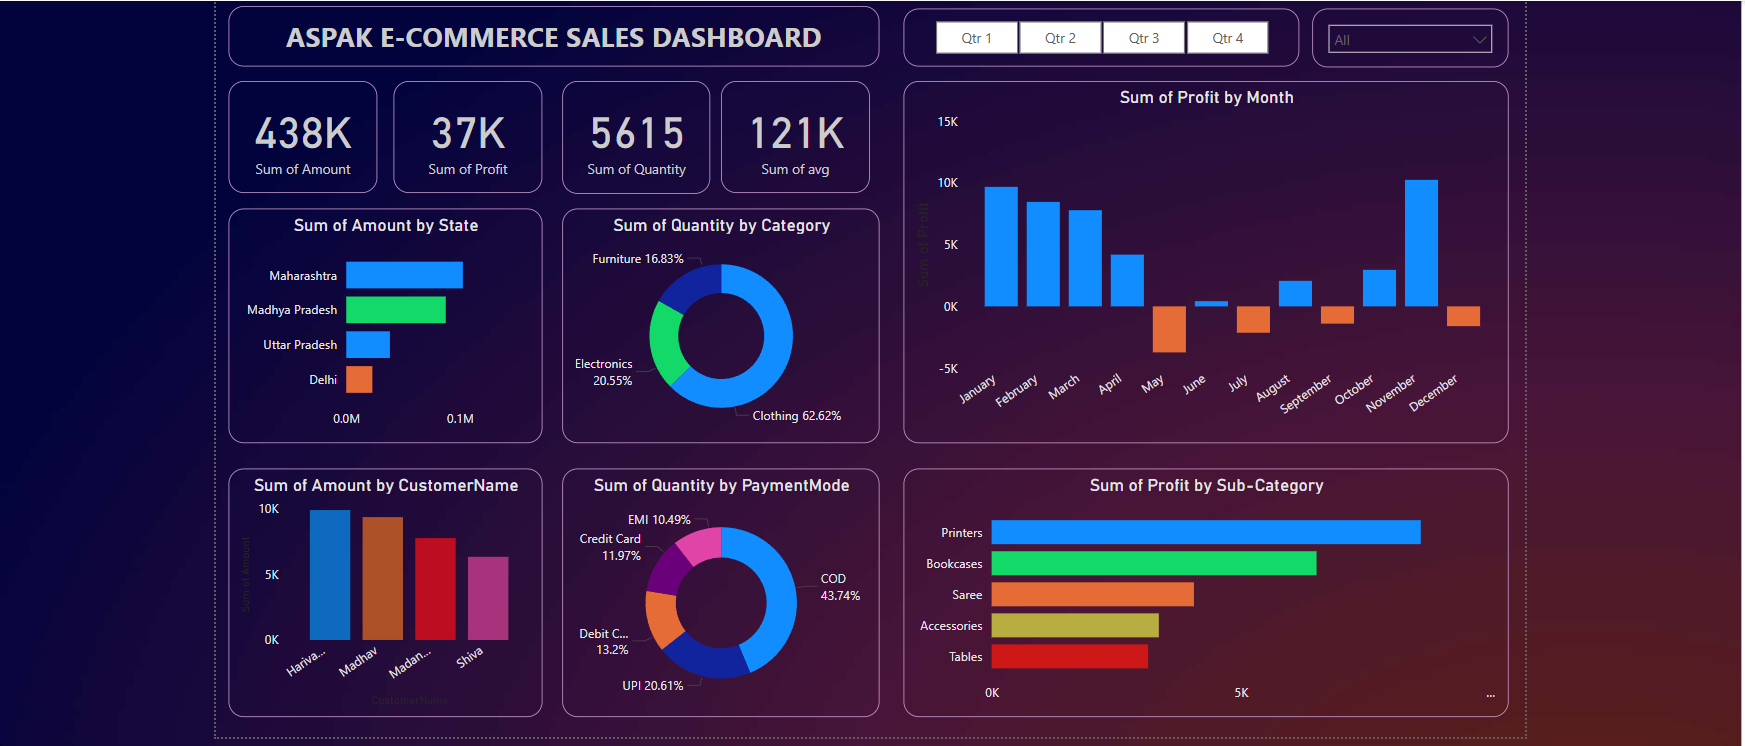 ASPAK E-COMMERCE SALES DASHBOARD
Qtr 1
Qtr 2
Qtr 3
Qtr 4
All
438K
Sum of Amount
37K
Sum of Profit
5615
Sum of Quantity
121K
Sum of avg
Sum of Profit by Month
15K
10K
5K
0K
-5K
Sum of Profit
January
February
March
April
May
June
July
August
September
October
November
December
Sum of Amount by State
Maharashtra
Madhya Pradesh
Uttar Pradesh
Delhi
0.0M
0.1M
Sum of Quantity by Category
Furniture 16.83%
Electronics
20.55%
Clothing 62.62%
Sum of Amount by CustomerName
10K
5K
0K
Sum of Amount
Hariva...
Madhav
Madan...
Shiva
CustomerName
Sum of Quantity by PaymentMode
EMI 10.49%
Credit Card
11.97%
COD
43.74%
Debit C...
13.2%
UPI 20.61%
Sum of Profit by Sub-Category
Printers
Bookcases
Saree
Accessories
Tables
0K
5K
...